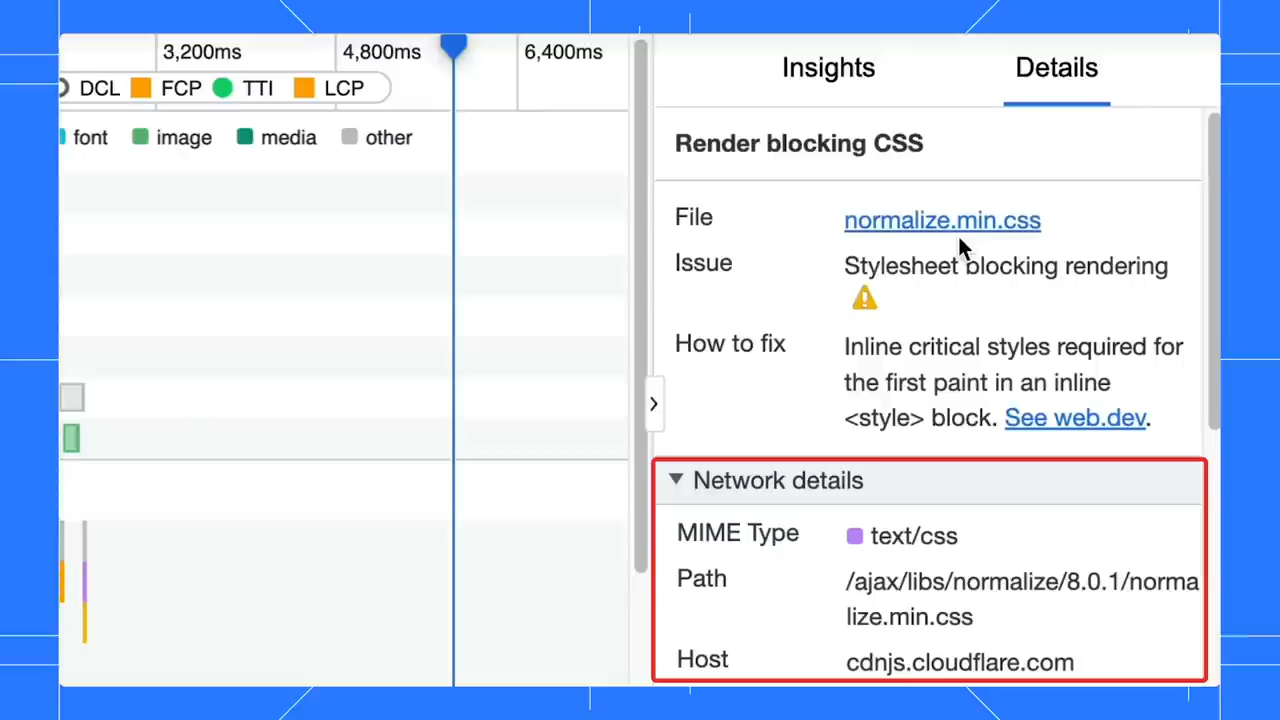 3,200ms
4,800ms
6,400ms
DCL FCP TTI LCP
font image media other
Insights
Details
Render blocking CSS
File
normalize.min.css
Issue
Stylesheet blocking rendering
How to fix
Inline critical styles required for
the first paint in an inline
<style> block. See web.dev.
Network details
MIME Type
text/css
Path
/ajax/libs/normalize/8.0.1/norma
lize.min.css
Host
cdnjs.cloudflare.com